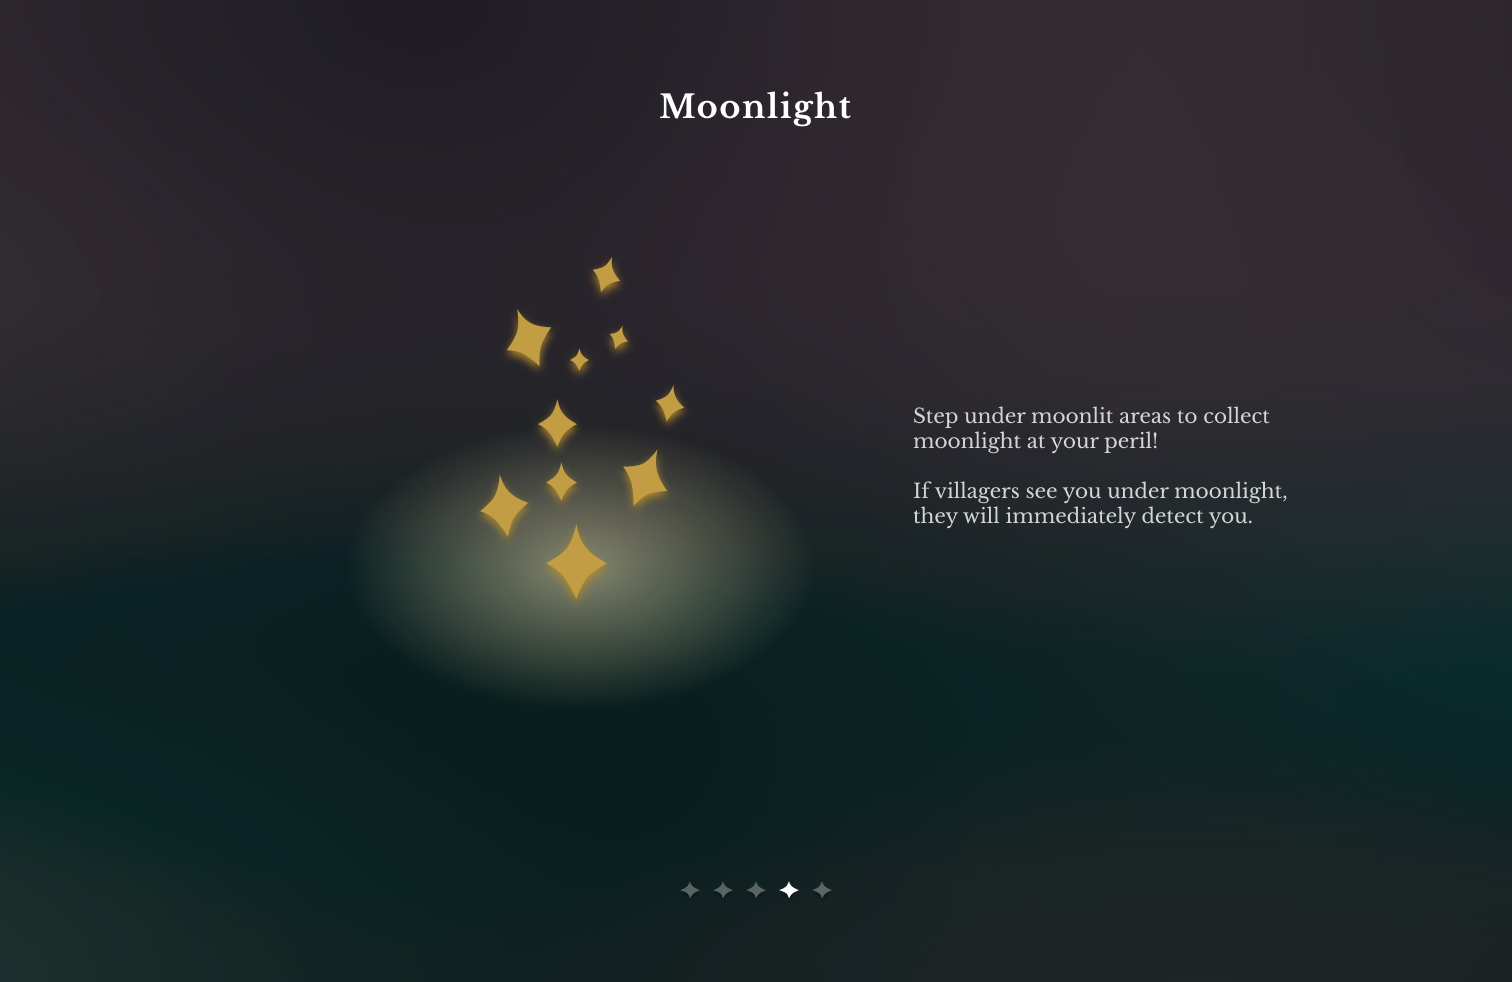 Moonlight
Step under moonlit areas to collect
moonlight at your peril!
If villagers see you under moonlight,
they will immediately detect you.